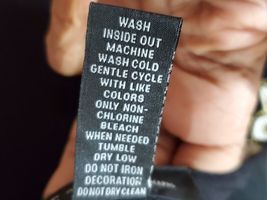 WASH
INSIDE OUT
MACHINE
WASH COLD
GENTLE CYCLE
WITH LIKE
COLORS
ONLY NON-
CHLORINE
BLEACH
WHEN NEEDED
TUMBLE
DRY LOW
DO NOT IRON
DECORATION
DO NOT DRY CLEAN